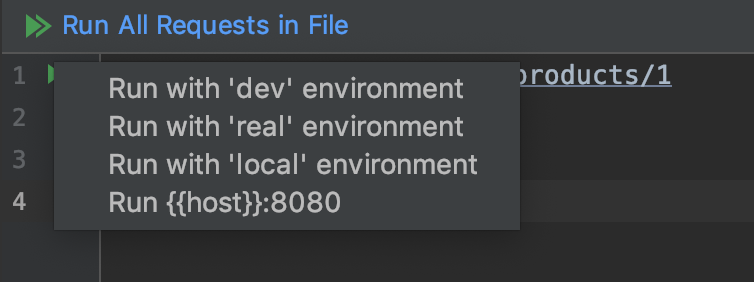 Run All Requests in File
1 products/1
Run with 'dev' environment
2
Run with 'real' environment
3
Run with 'local' environment
4
Run {{host}}:8080